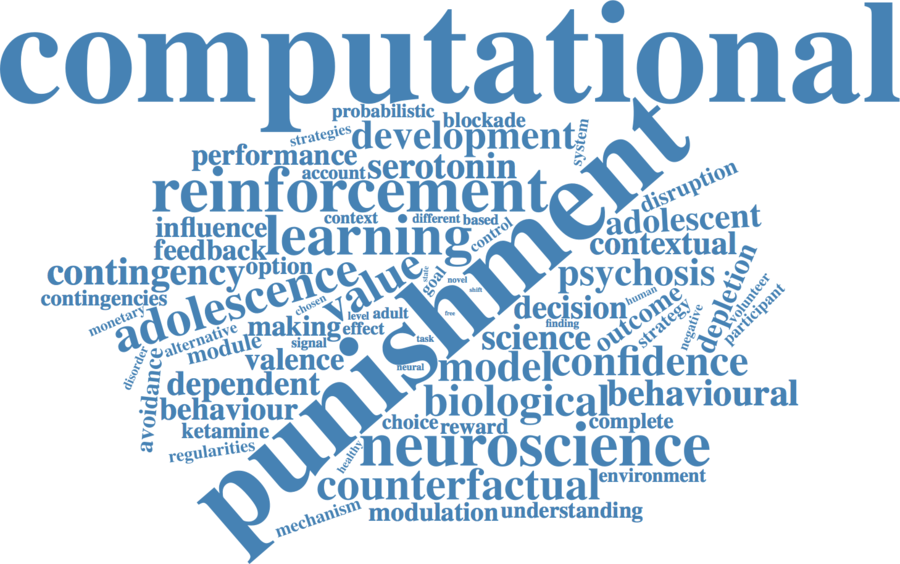 computational
probabilistic
blockade
strategies
development
system
performance
account
serotonin
reinforcement
punishment
disruption
influence
context
different
based
control
adolescent
feedback
learning
contextual
contingency
option
value
state
goal
novel
shift
psychosis
depletion
contingencies
adolescence
chosen
monetary
alternative
making
level
adult
effect
free
decision
human
outcome
strategy
negative
volunteer
participant
finding
module
signal
task
science
disorder
valence
neural
model
confidence
avoidance
dependent
biological
behavioural
behaviour
ketamine
choice
reward
complete
regularities
healthy
neuroscience
counterfactual
environment
mechanism
modulation
understanding